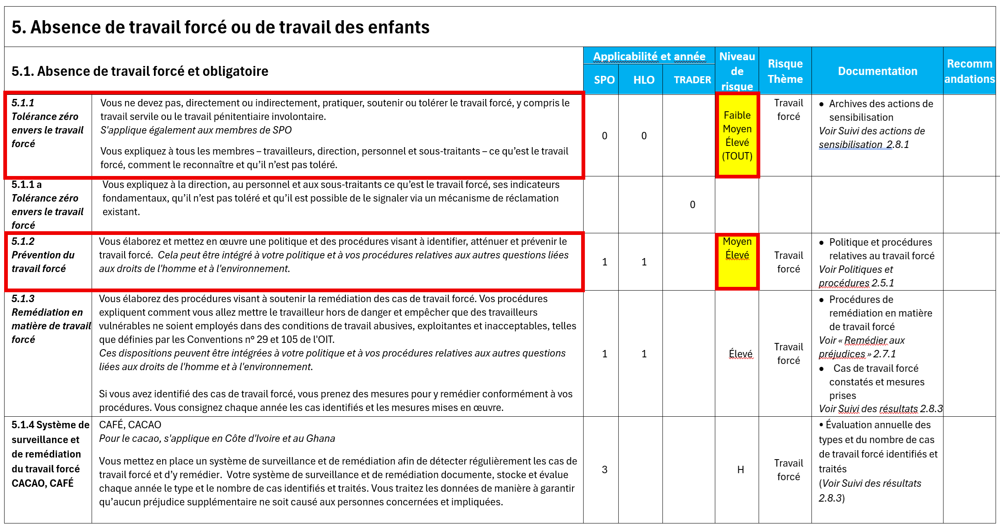 5. Absence de travail forcé ou de travail des enfants
5.1. Absence de travail forcé et obligatoire
Applicabilité et année
SPO
HLO
TRADER
Niveau
de
risque
Risque
Thème
Documentation
Recomm
andations
5.1.1
Tolérance zéro
envers le travail
forcé
Vous ne devez pas, directement ou indirectement, pratiquer, soutenir ou tolérer le travail forcé, y compris le
travail servile ou le travail pénitentiaire involontaire.
S'applique également aux membres de SPO
Vous expliquez à tous les membres – travailleurs, direction, personnel et sous-traitants – ce qu’est le travail
forcé, comment le reconnaître et qu’il n’est pas toléré.
0
0
Faible
Moyen
Élevé
(TOUT)
Travail
forcé
• Archives des actions de
sensibilisation
Voir Suivi des actions de
sensibilisation 2.8.1
5.1.1 a
Tolérance zéro
envers le travail
forcé
Vous expliquez à la direction, au personnel et aux sous-traitants ce qu’est le travail forcé, ses indicateurs
fondamentaux, qu’il n’est pas toléré et qu’il est possible de le signaler via un mécanisme de réclamation
existant.
0
5.1.2
Prévention du
travail forcé
Vous élaborez et mettez en œuvre une politique et des procédures visant à identifier, atténuer et prévenir le
travail forcé. Cela peut être intégré à votre politique et à vos procédures relatives aux autres questions liées
aux droits de l'homme et à l'environnement.
1
1
Moyen
Élevé
Travail
forcé
• Politique et procédures
relatives au travail forcé
Voir Politiques et
procédures 2.5.1
5.1.3
Remédiation en
matière de travail
forcé
Vous élaborez des procédures visant à soutenir la remédiation des cas de travail forcé. Vos procédures
expliquent comment vous allez mettre le travailleur hors de danger et empêcher que des travailleurs
vulnérables ne soient employés dans des conditions de travail abusives, exploitantes et inacceptables, telles
que définies par les Conventions n° 29 et 105 de l'OIT.
Ces dispositions peuvent être intégrées à votre politique et à vos procédures relatives aux autres questions
liées aux droits de l'homme et à l'environnement.
Si vous avez identifié des cas de travail forcé, vous prenez des mesures pour y remédier conformément à vos
procédures. Vous consignez chaque année les cas identifiés et les mesures mises en œuvre.
1
1
Élevé
Travail
forcé
• Procédures de
remédiation en matière
de travail forcé
Voir « Remédier aux
préjudices » 2.7.1
• Cas de travail forcé
constatés et mesures
prises
Voir Suivi des résultats 2.8.3
5.1.4 Système de
surveillance et
de remédiation
du travail forcé
CACAO, CAFÉ
CAFÉ, CACAO
Pour le cacao, s'applique en Côte d'Ivoire et au Ghana
Vous mettez en place un système de surveillance et de remédiation afin de détecter régulièrement les cas de
travail forcé et d’y remédier. Votre système de surveillance et de remédiation documente, stocke et évalue
chaque année le type et le nombre de cas identifiés et traités. Vous traitez les données de manière à garantir
qu’aucun préjudice supplémentaire ne soit causé aux personnes concernées et impliquées.
3
H
Travail
forcé
• Évaluation annuelle des
types et du nombre de cas
de travail forcé identifiés et
traités
(Voir Suivi des résultats
2.8.3)